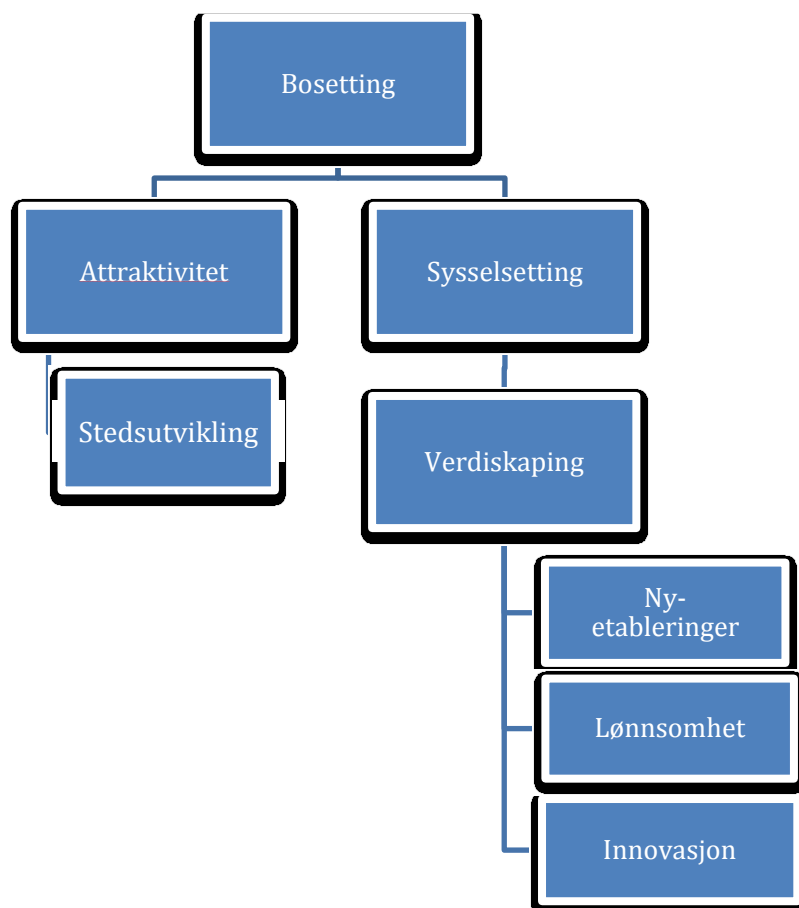 Bosetting
Attraktivitet
Sysselsetting
Stedsutvikling
Verdiskaping
Ny-
etableringer
Lønnsomhet
Innovasjon